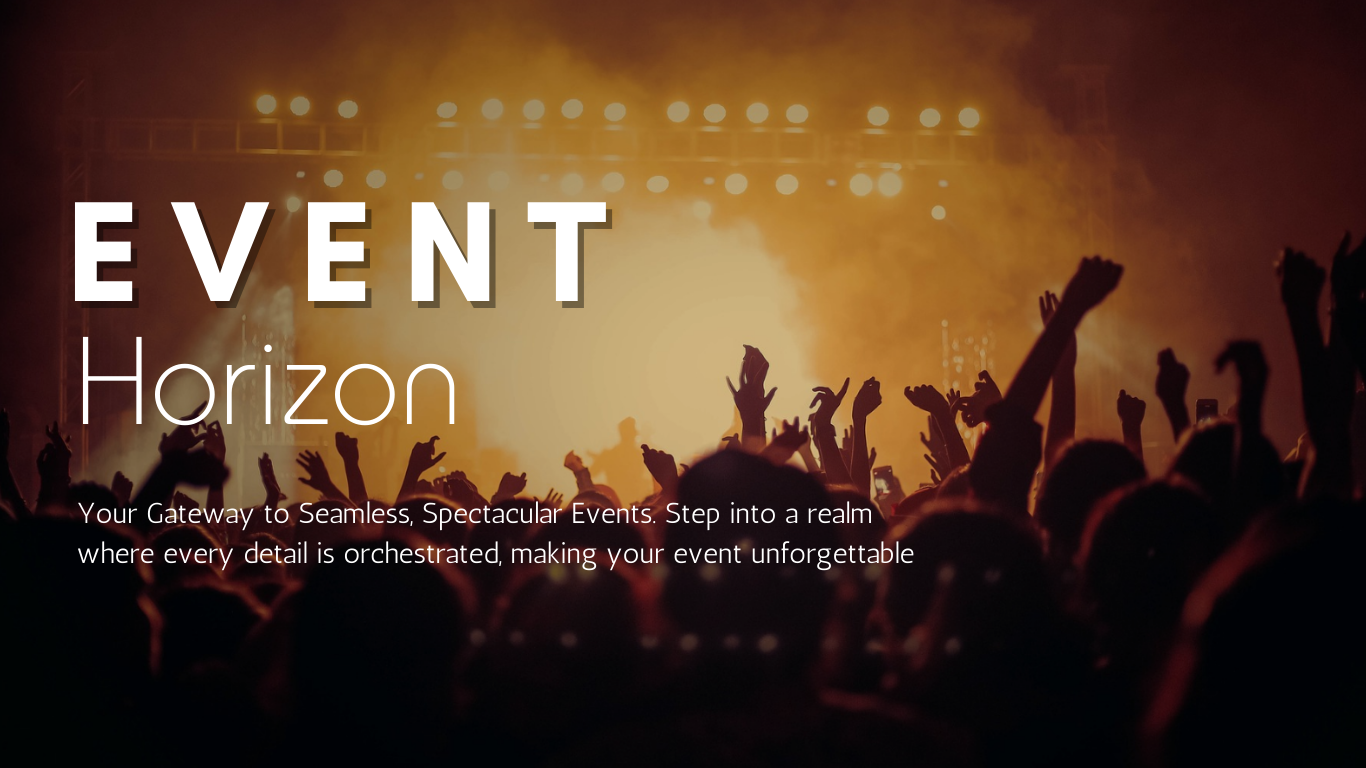 EVENT
Horizon
Your Gateway to Seamless, Spectacular Events. Step into a realm
where every detail is orchestrated, making your event unforgettable